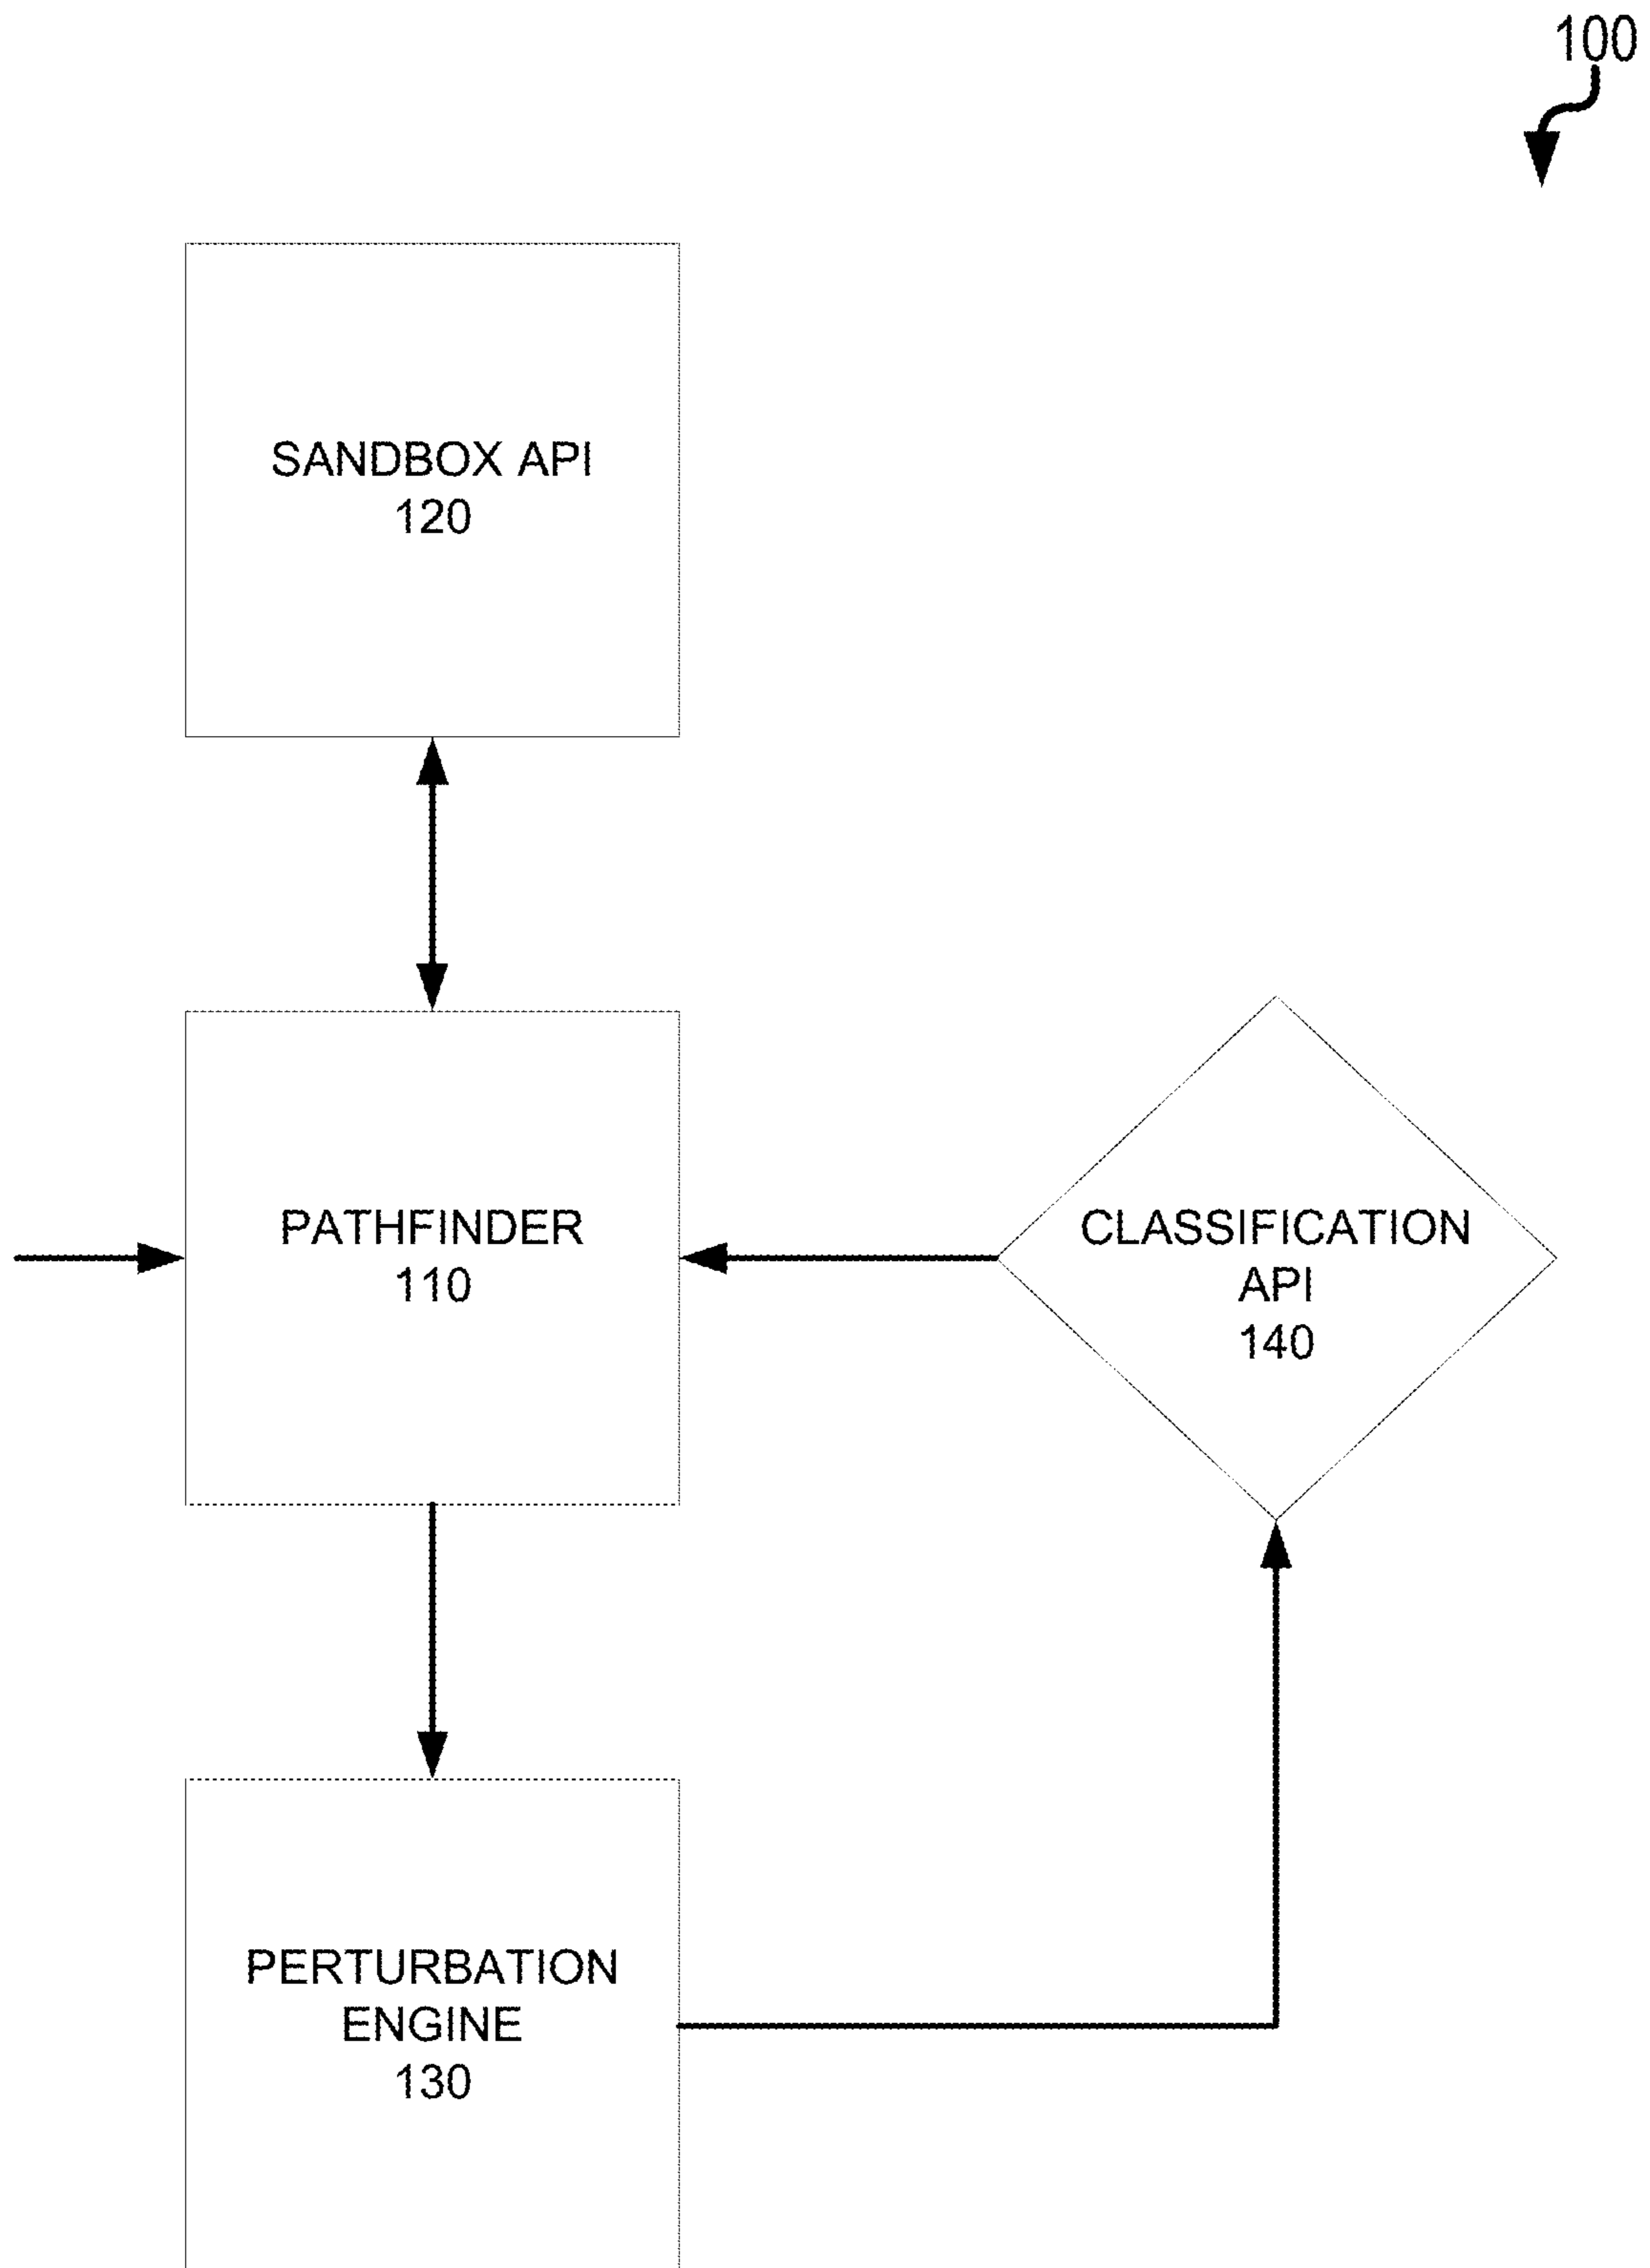 100
SANDBOX API
120
PATHFINDER
110
CLASSIFICATION
API
140
PERTURBATION
ENGINE
130